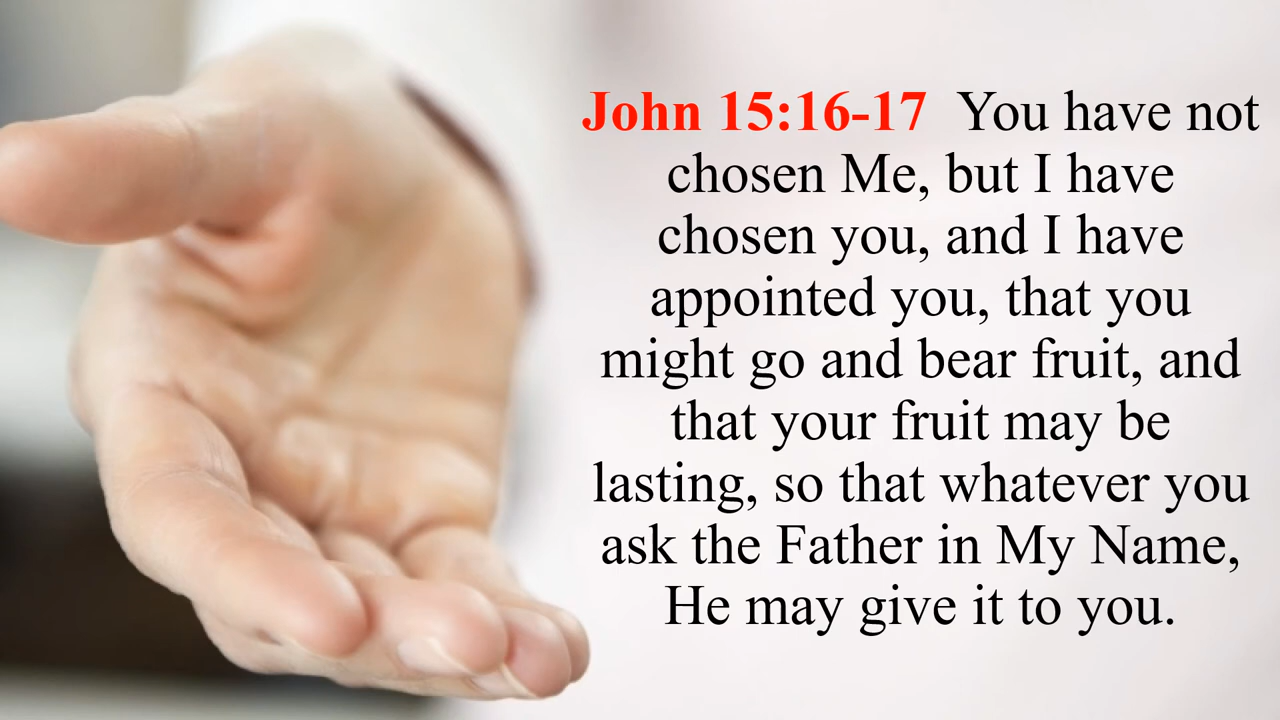 John 15:16-17  You have not
chosen Me, but I have
chosen you, and I have
appointed you, that you
might go and bear fruit, and
that your fruit may be
lasting, so that whatever you
ask the Father in My Name,
He may give it to you.